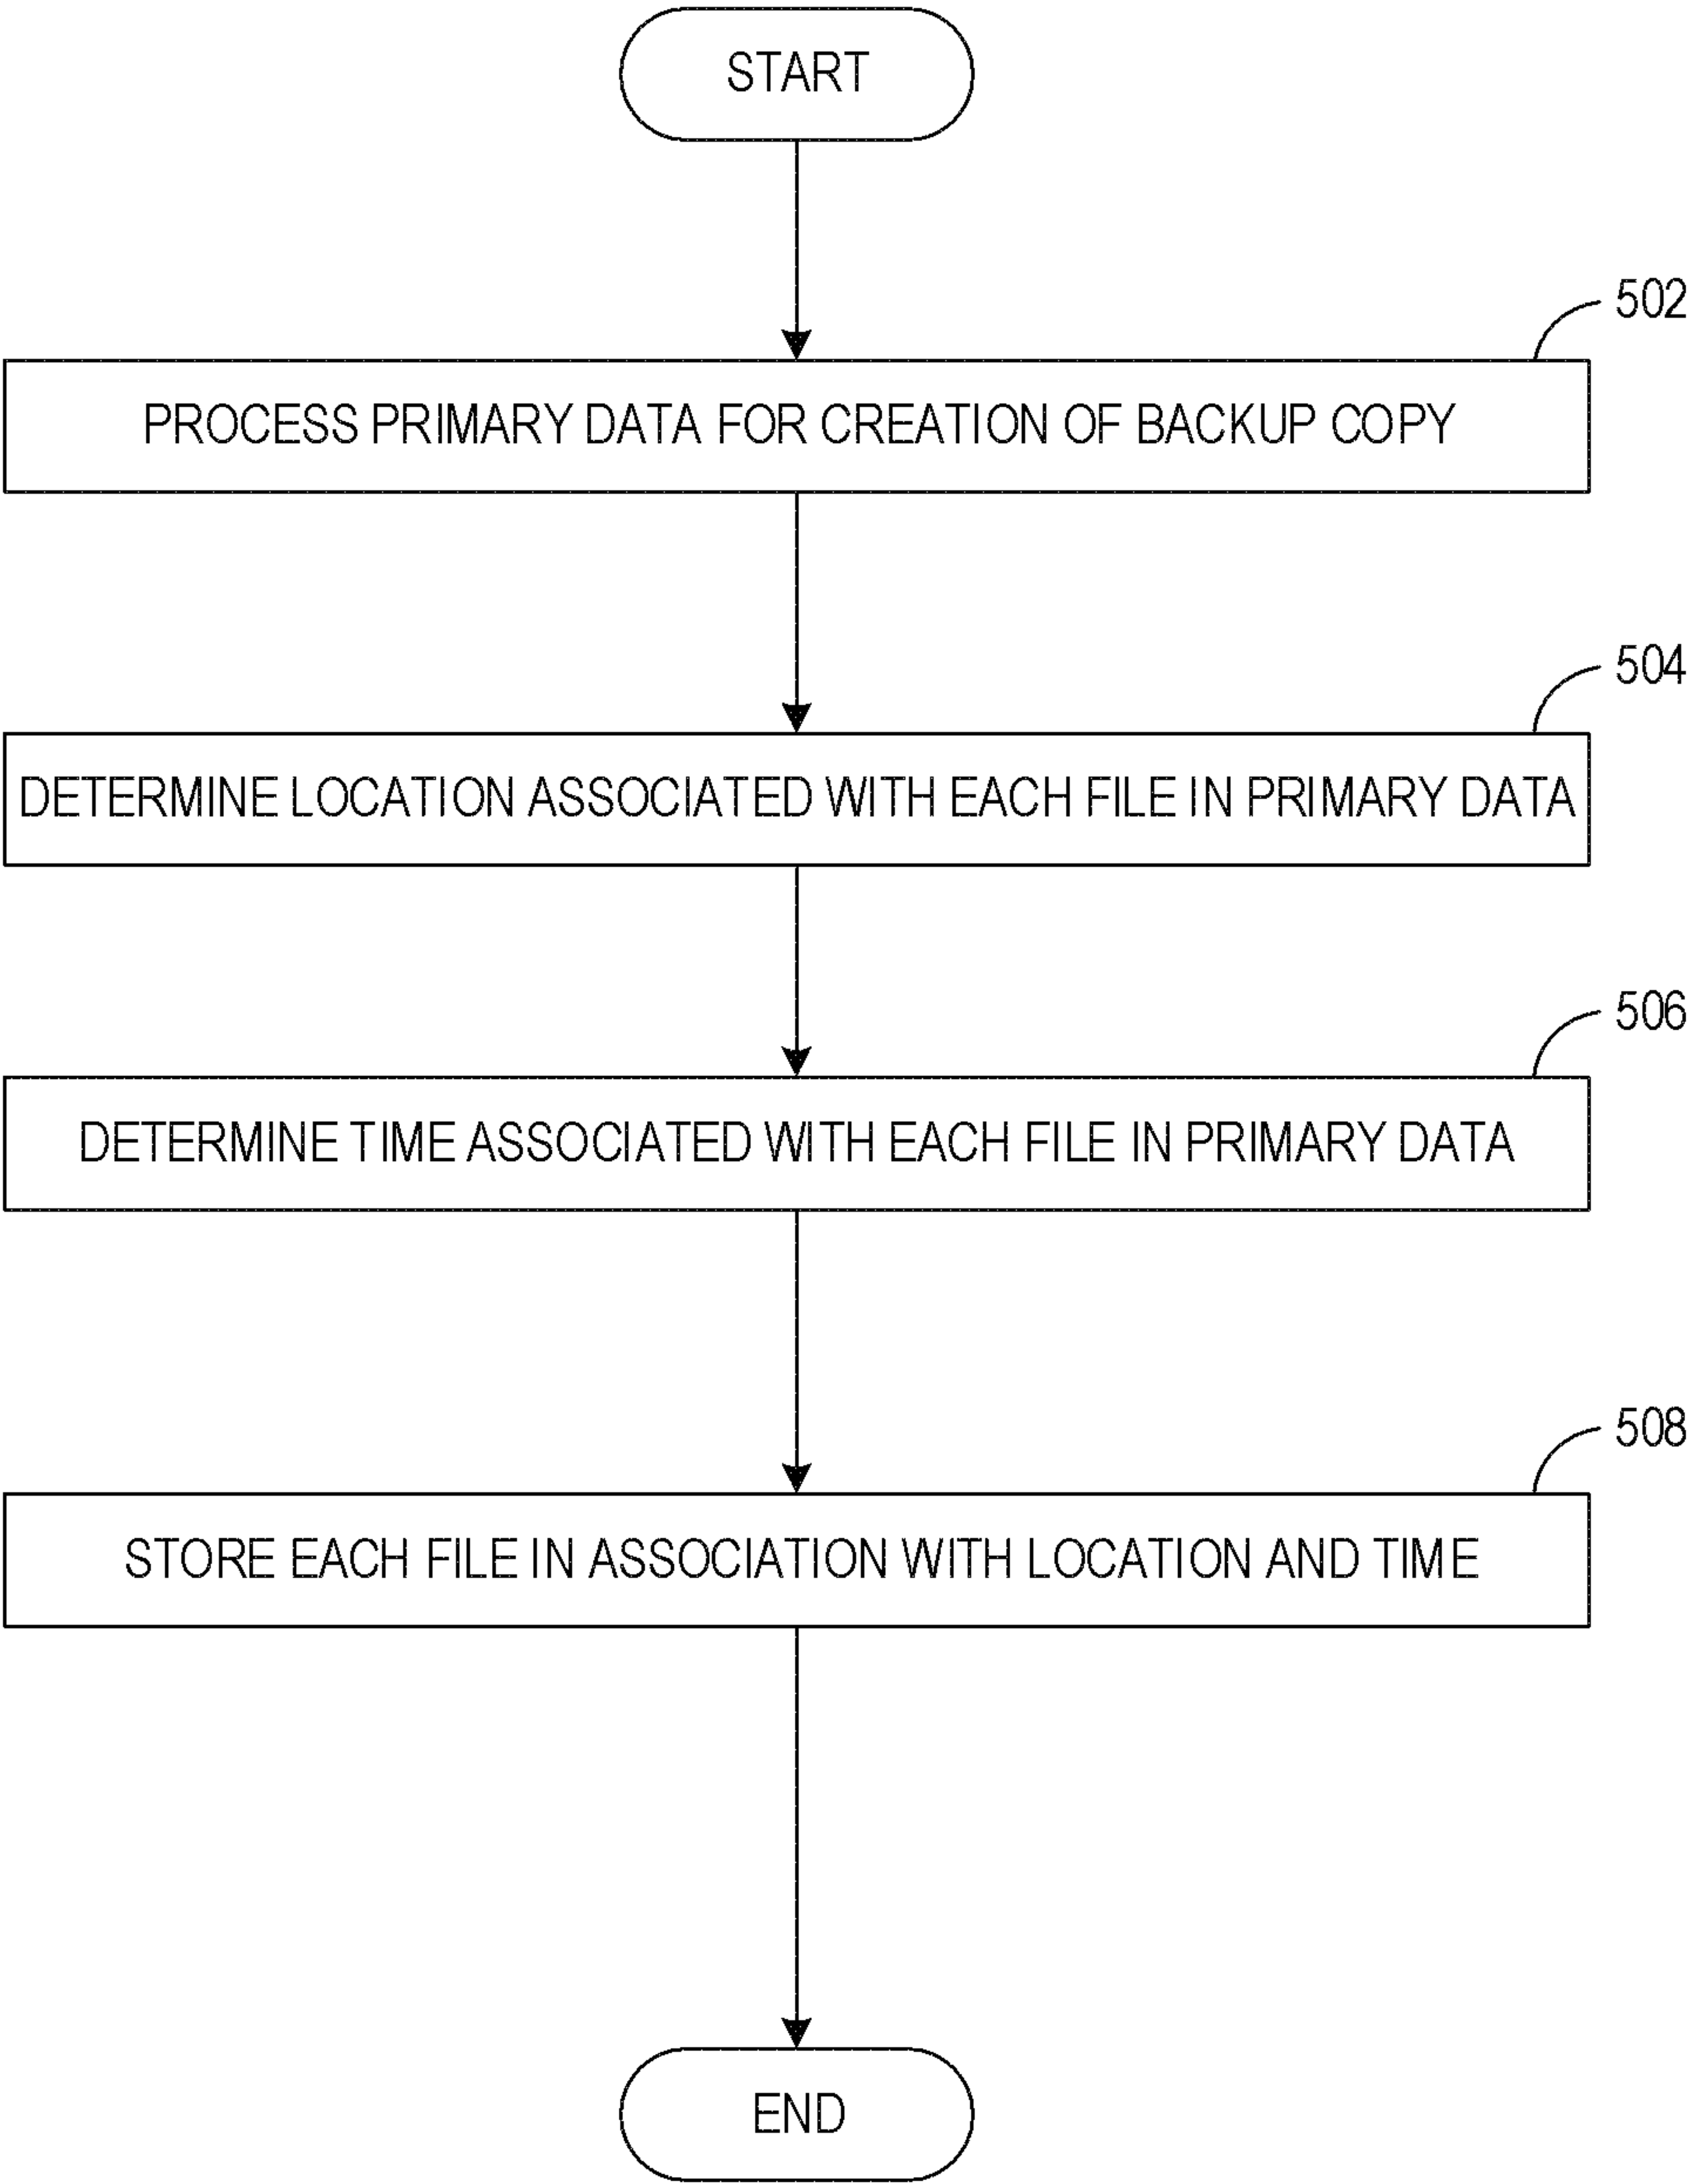 START
502
PROCESS PRIMARY DATA FOR CREATION OF BACKUP COPY
504
DETERMINE LOCATION ASSOCIATED WITH EACH FILE IN PRIMARY DATA
506
DETERMINE TIME ASSOCIATED WITH EACH FILE IN PRIMARY DATA
508
STORE EACH FILE IN ASSOCIATION WITH LOCATION AND TIME
END